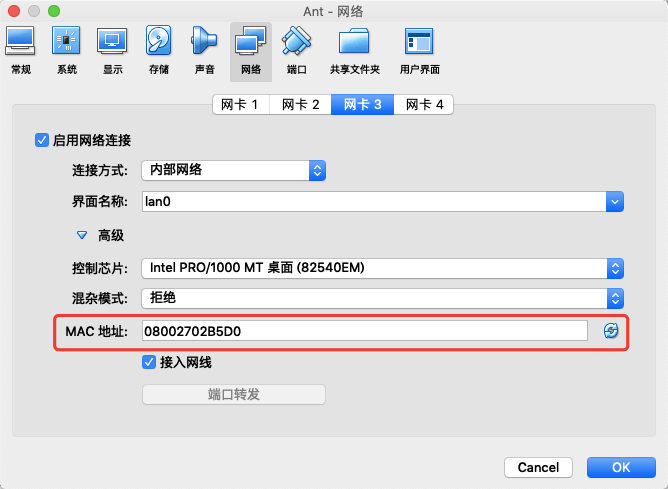 Ant - 网络
常规 系统 显示 存储 声音 网络 端口 共享文件夹 用户界面
网卡 1 网卡 2 网卡 3 网卡 4
启用网络连接
连接方式: 内部网络
界面名称: lan0
高级
控制芯片: Intel PRO/1000 MT 桌面 (82540EM)
混杂模式: 拒绝
MAC 地址: 08002702B5D0
接入网线
端口转发
Cancel OK